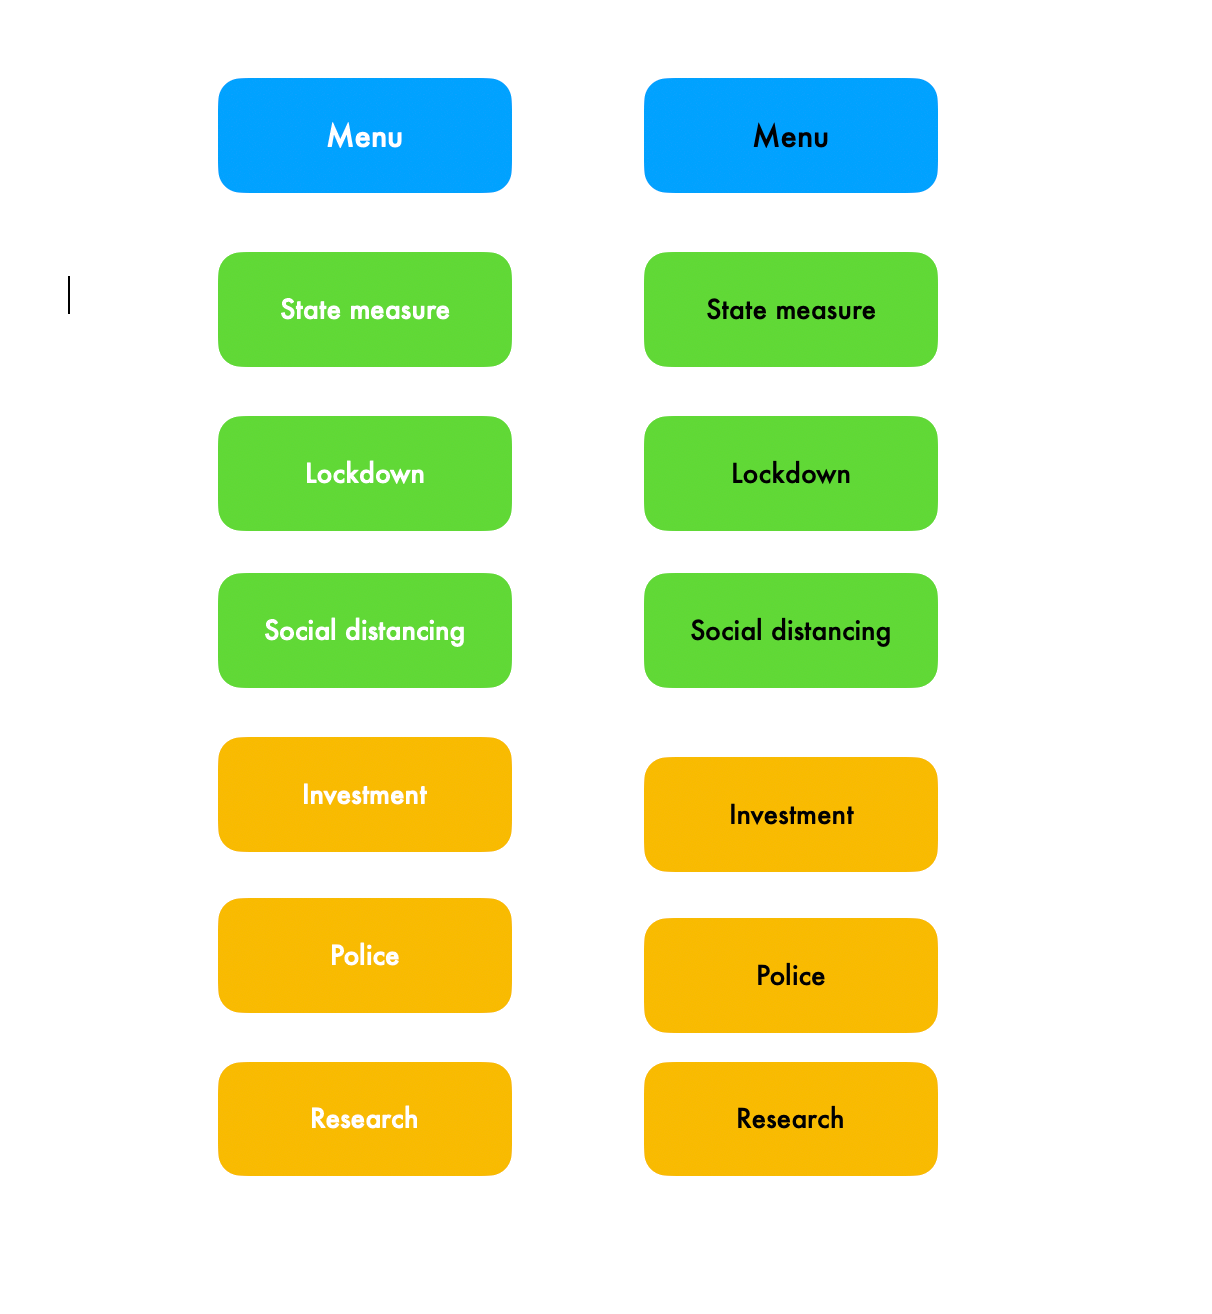 Menu
Menu
State measure
State measure
Lockdown
Lockdown
Social distancing
Social distancing
Investment
Investment
Police
Police
Research
Research